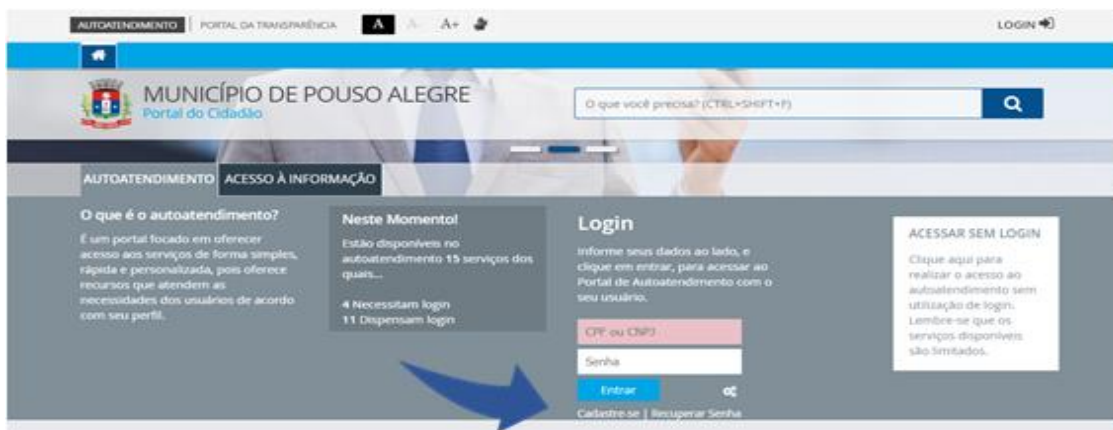 AUTOATENDIMENTO | PORTAL DA TRANSPARÊNCIA A A- A+ LOGIN
MUNICÍPIO DE POUSO ALEGRE
Portal do Cidadão
O que você precisa? (CTRL+SHIFT+F)
AUTOATENDIMENTO ACESSO À INFORMAÇÃO
O que é o autoatendimento?
É um portal focado em oferecer
acesso aos serviços de forma simples,
rápida e personalizada, pois oferece
recursos que atendem as
necessidades dos usuários de acordo
com seu perfil.
Neste Momento!
Estão disponíveis no
autoatendimento 15 serviços dos
quais...
4 Necessitam login
11 Dispensam login
Login
Informe seus dados ao lado, e
clique em entrar, para acessar ao
Portal de Autoatendimento com o
seu usuário.
CPF ou CNPJ
Senha
Entrar
Cadastre-se | Recuperar Senha
ACESSAR SEM LOGIN
Clique aqui para
realizar o acesso ao
autoatendimento sem
utilização de login.
Lembre-se que os
serviços disponíveis
são limitados.